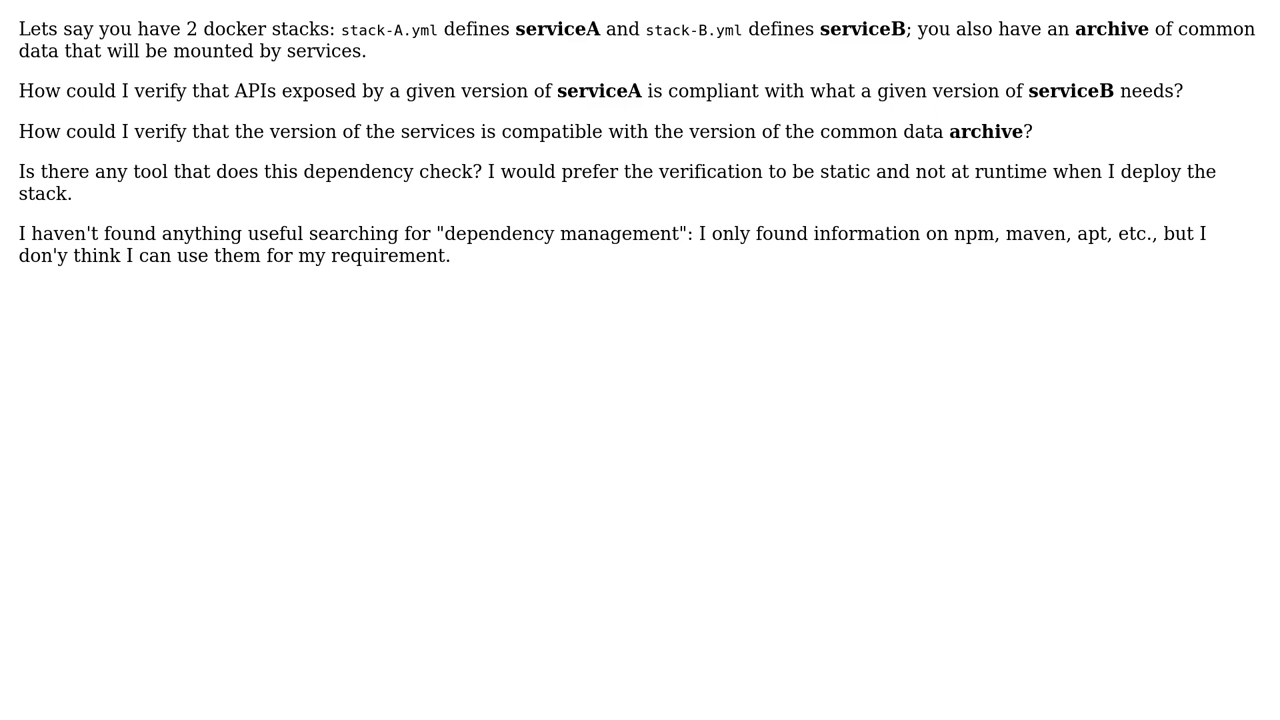 Lets say you have 2 docker stacks: stack-A.yml defines serviceA and stack-B.yml defines serviceB; you also have an archive of common
data that will be mounted by services.
How could I verify that APIs exposed by a given version of serviceA is compliant with what a given version of serviceB needs?
How could I verify that the version of the services is compatible with the version of the common data archive?
Is there any tool that does this dependency check? I would prefer the verification to be static and not at runtime when I deploy the
stack.
I haven't found anything useful searching for "dependency management": I only found information on npm, maven, apt, etc., but I
don'y think I can use them for my requirement.